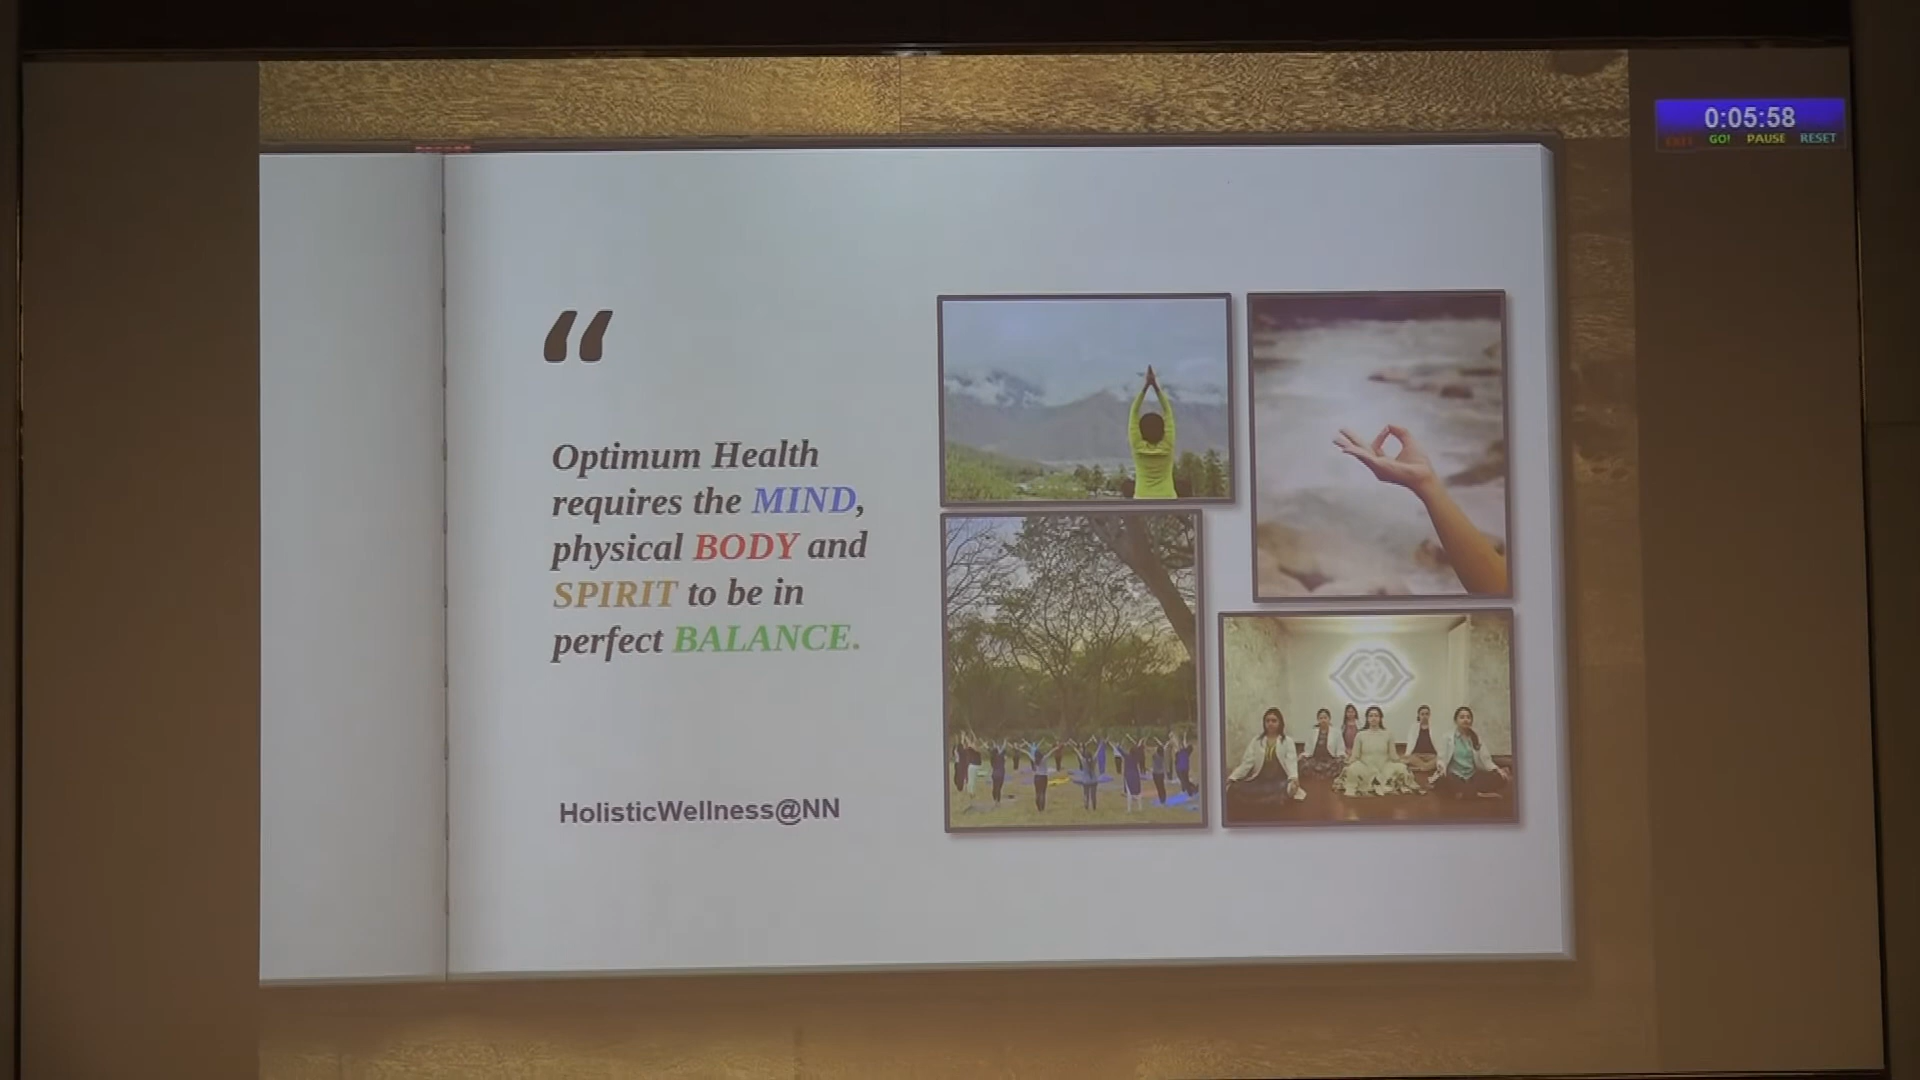 0:05:58
EXIT GO! PAUSE RESET
“
Optimum Health
requires the MIND,
physical BODY and
SPIRIT to be in
perfect BALANCE.
HolisticWellness@NN